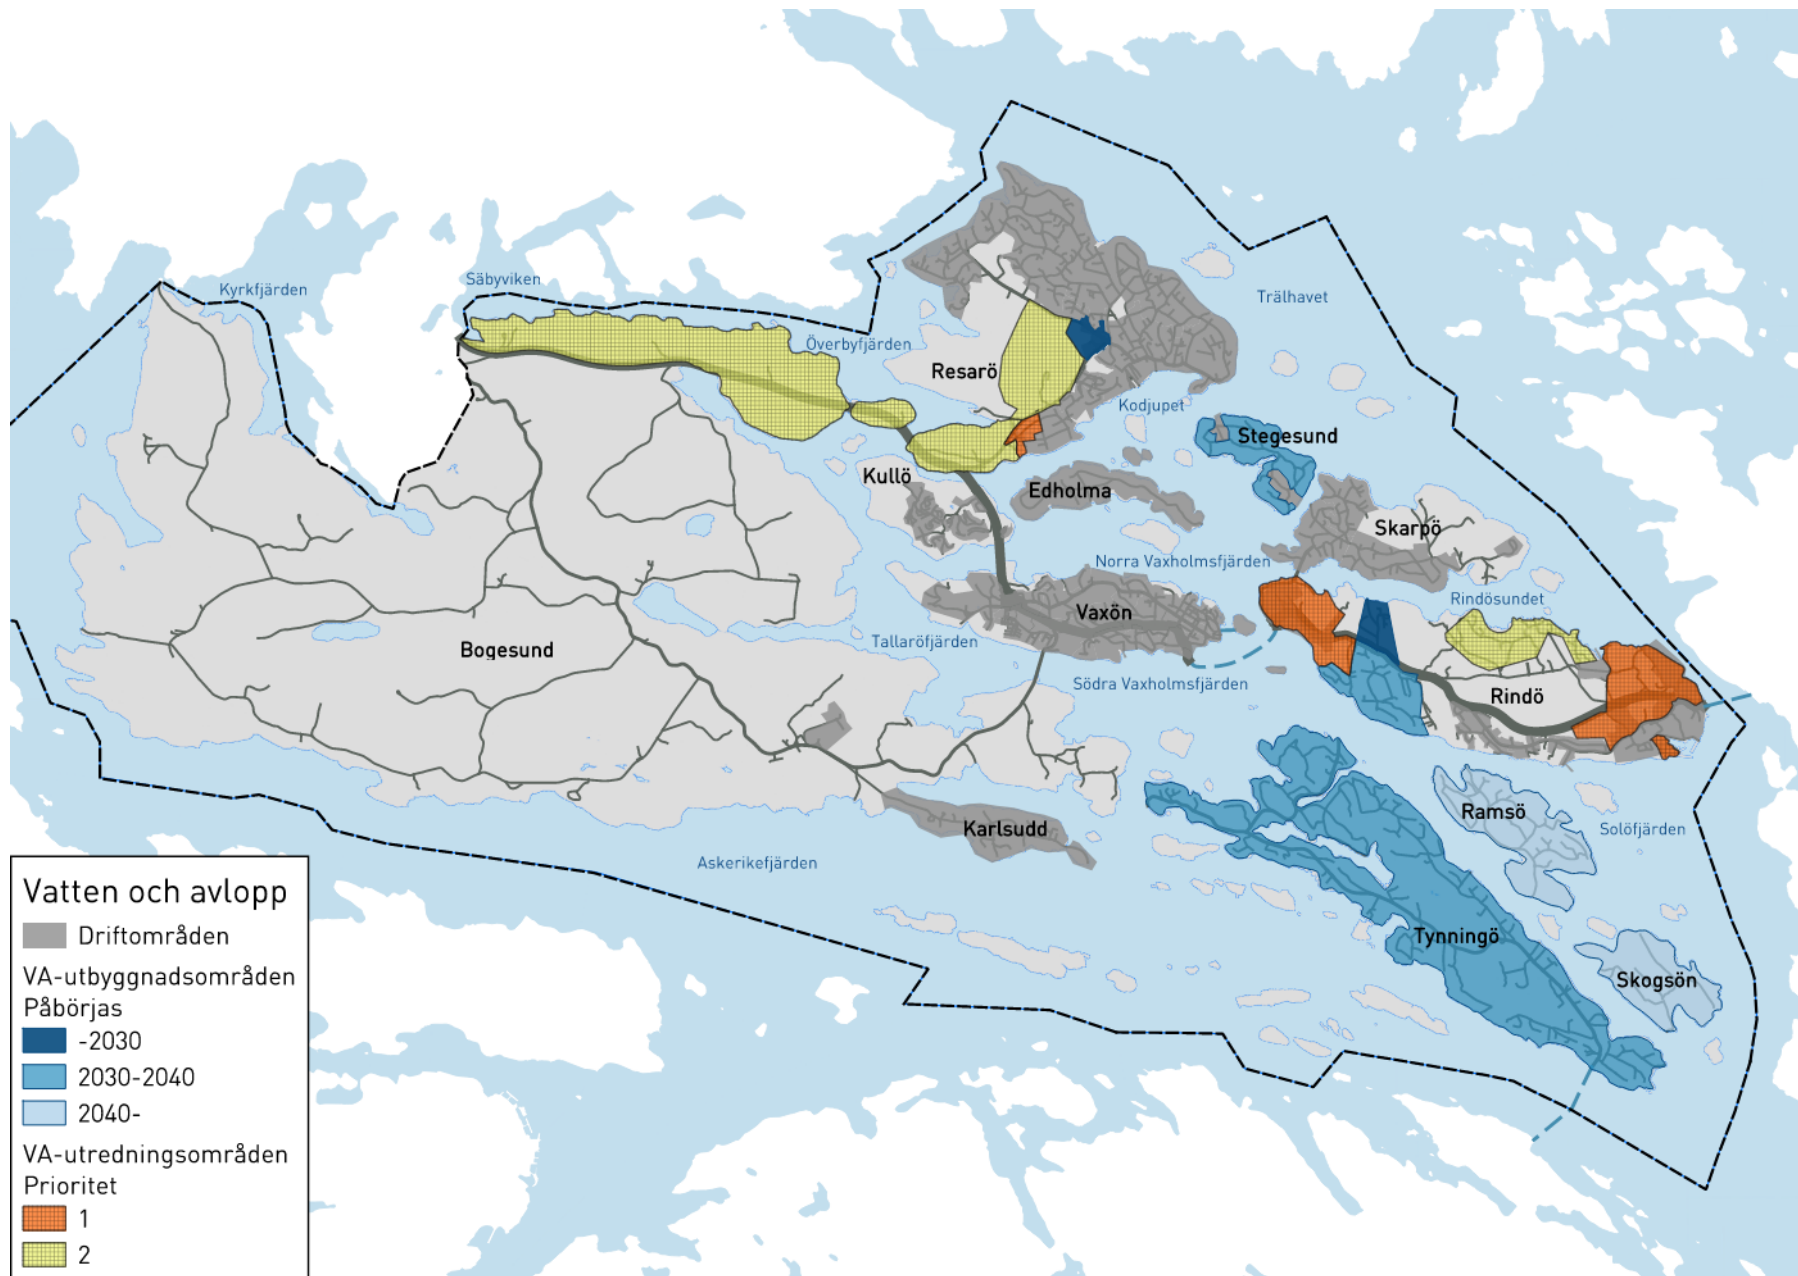 Kyrkfjärden
Säbyviken
Trälhavet
Överbyfjärden
Resarö
Kodjupet
Stegesund
Kullö
Edholma
Skarpö
Norra Vaxholmsfjärden
Rindösundet
Vaxön
Tallaröfjärden
Bogesund
Södra Vaxholmsfjärden
Rindö
Ramsö
Karlsudd
Solöfjärden
Askerikefjärden
Tynningö
Skogsön
Vatten och avlopp
Driftområden
VA-utbyggnadsområden
Påbörjas
-2030
2030-2040
2040-
VA-utredningsområden
Prioritet
1
2